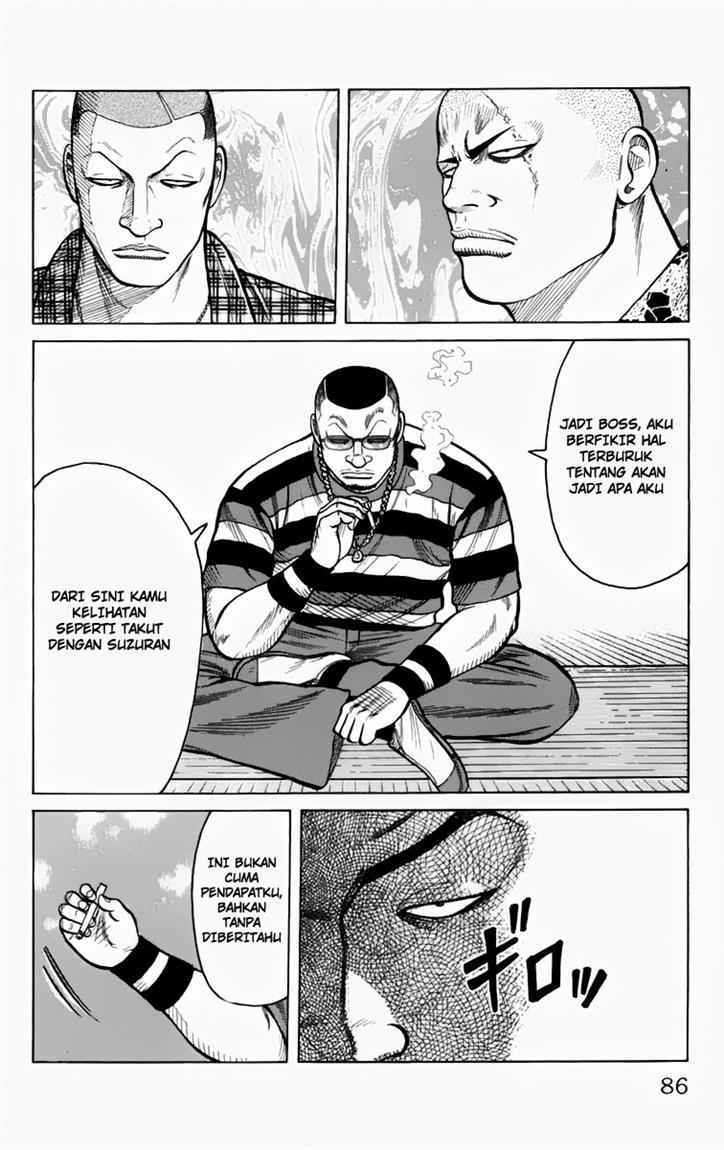 JADI BOSS, AKU
BERFIKIR HAL
TERBURUK
TENTANG AKAN
JADI APA AKU
DARI SINI KAMU
KELIHATAN
SEPERTI TAKUT
DENGAN SUZURAN
ギロッ
INI BUKAN
CUMA
PENDAPATKU,
BAHKAN
TANPA
DIBERITAHU
86